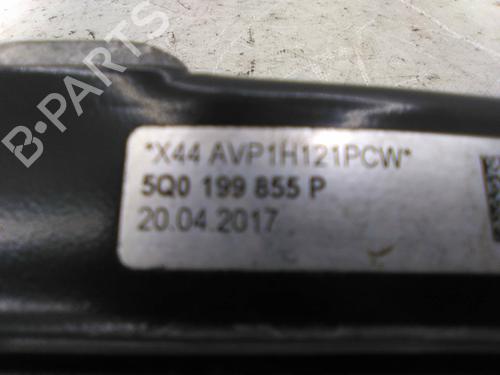 B-PARTS
*X44 AVP1H121PCW*
5Q0 199 855 P
20.04.2017